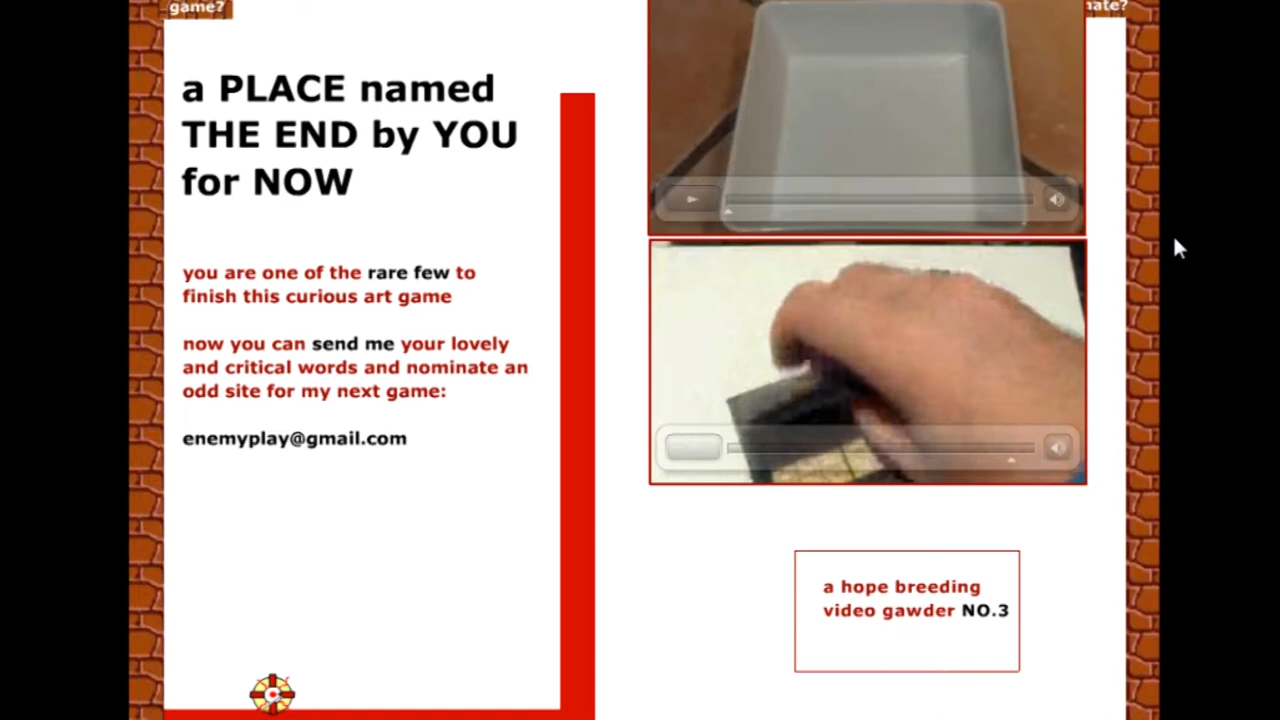 game?
a PLACE named
THE END by YOU
for NOW
you are one of the rare few to
finish this curious art game
now you can send me your lovely
and critical words and nominate an
odd site for my next game:
enemyplay@gmail.com
a hope breeding
video gawder NO.3